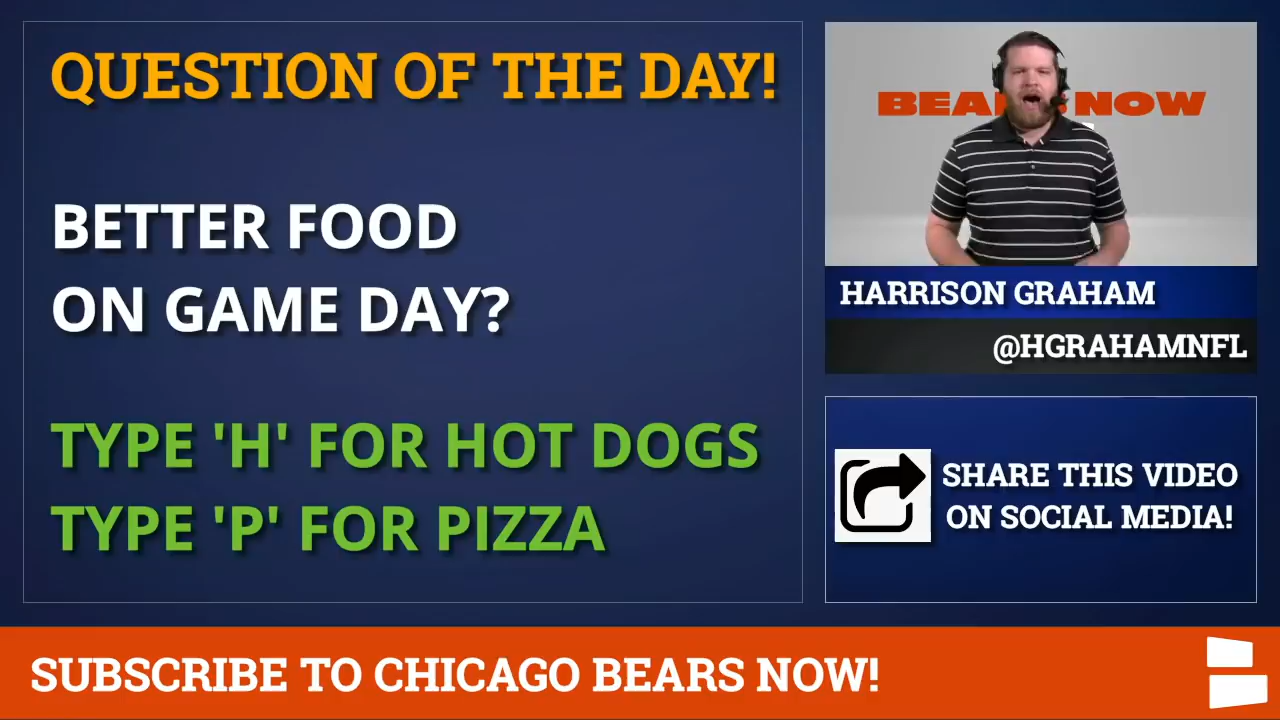 QUESTION OF THE DAY!
BETTER FOOD
ON GAME DAY?
TYPE 'H' FOR HOT DOGS
TYPE 'P' FOR PIZZA
BEA NOW
HARRISON GRAHAM
@HGRAHAMNFL
SHARE THIS VIDEO
ON SOCIAL MEDIA!
SUBSCRIBE TO CHICAGO BEARS NOW!